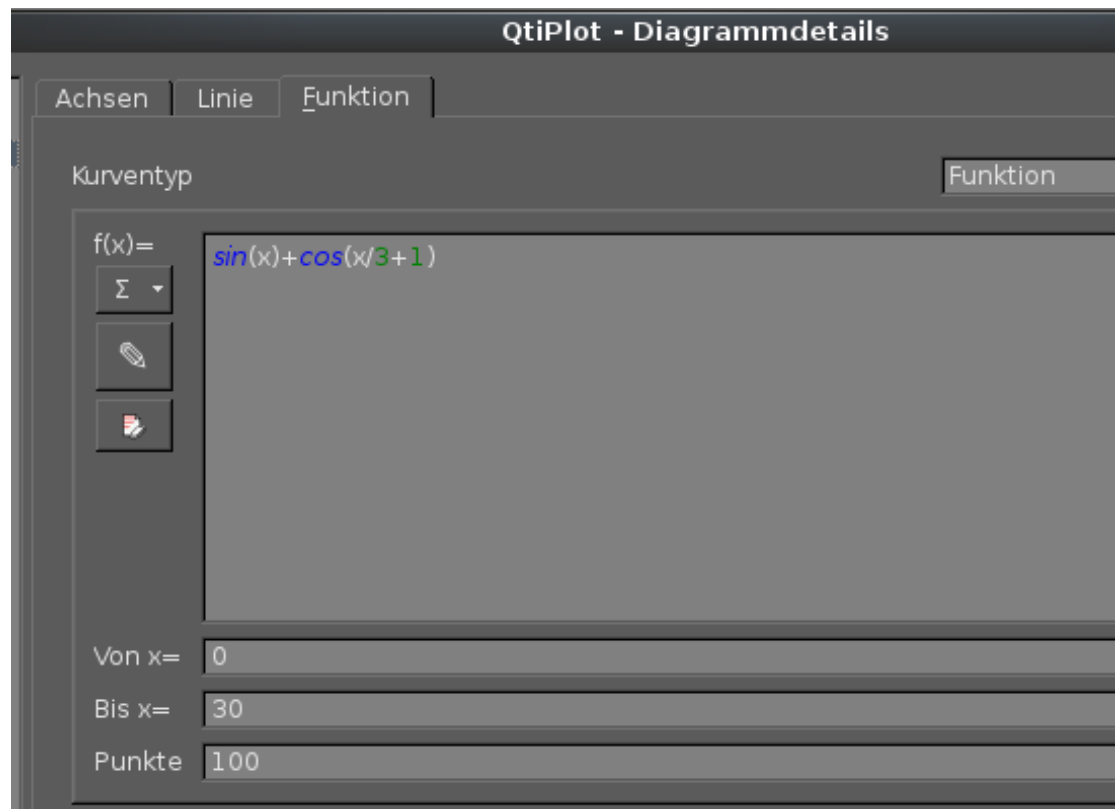 QtiPlot - Diagrammdetails
Achsen Linie Funktion
Kurventyp Funktion
f(x)= sin(x)+cos(x/3+1)
Σ
Von x= 0
Bis x= 30
Punkte 100